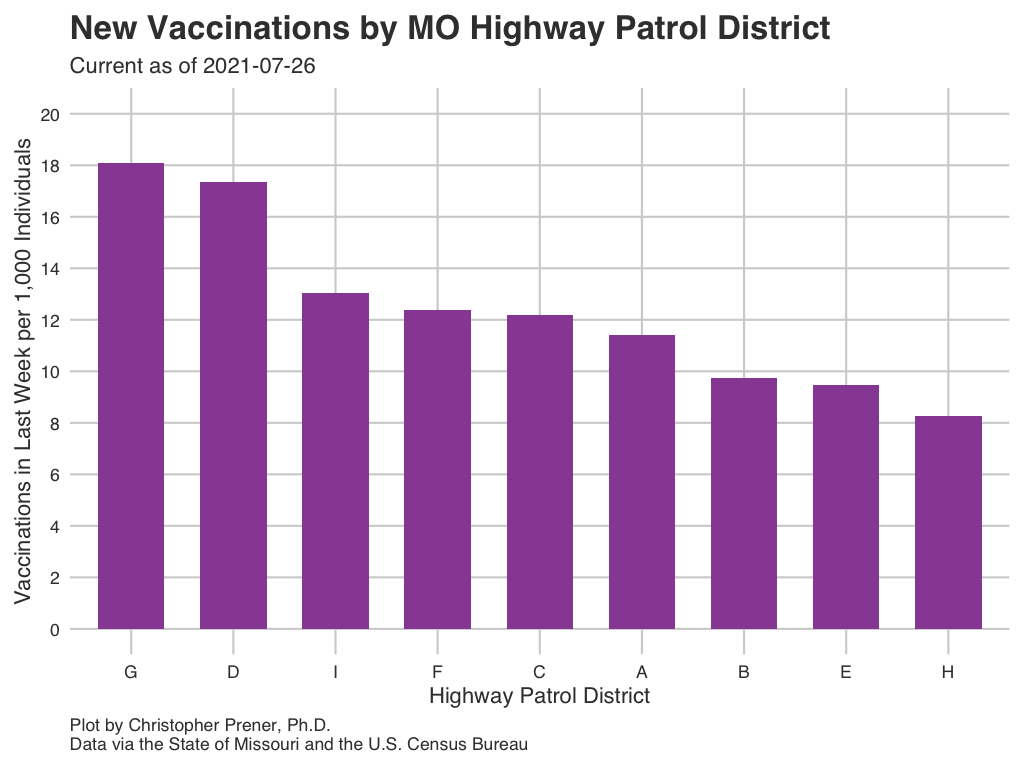 New Vaccinations by MO Highway Patrol District
Current as of 2021-07-26
Vaccinations in Last Week per 1,000 Individuals
20
18
16
14
12
10
8
6
4
2
0
G D I F C A B E H
Highway Patrol District
Plot by Christopher Prener, Ph.D.
Data via the State of Missouri and the U.S. Census Bureau